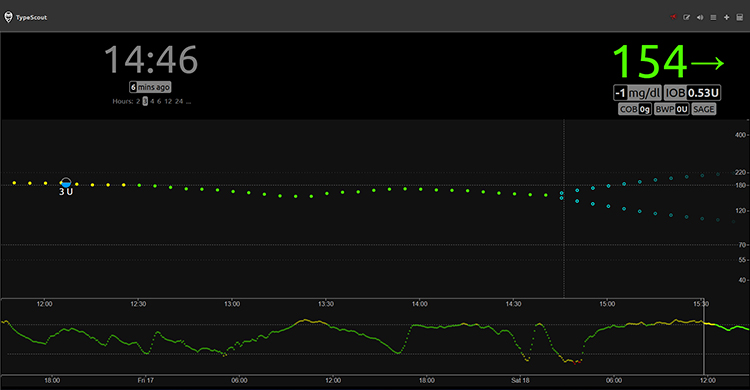 TypeScout
14:46
6 mins ago
Hours: 2 3 4 6 12 24 ...
154→
-1 mg/dl IOB 0.53U
COB 0g BWP 0U SAGE
400
220
180
120
70
55
40
3 U
12:00 12:30 13:00 13:30 14:00 14:30 15:00 15:30
18:00 Fri 17 06:00 12:00 18:00 Sat 18 06:00 12:00